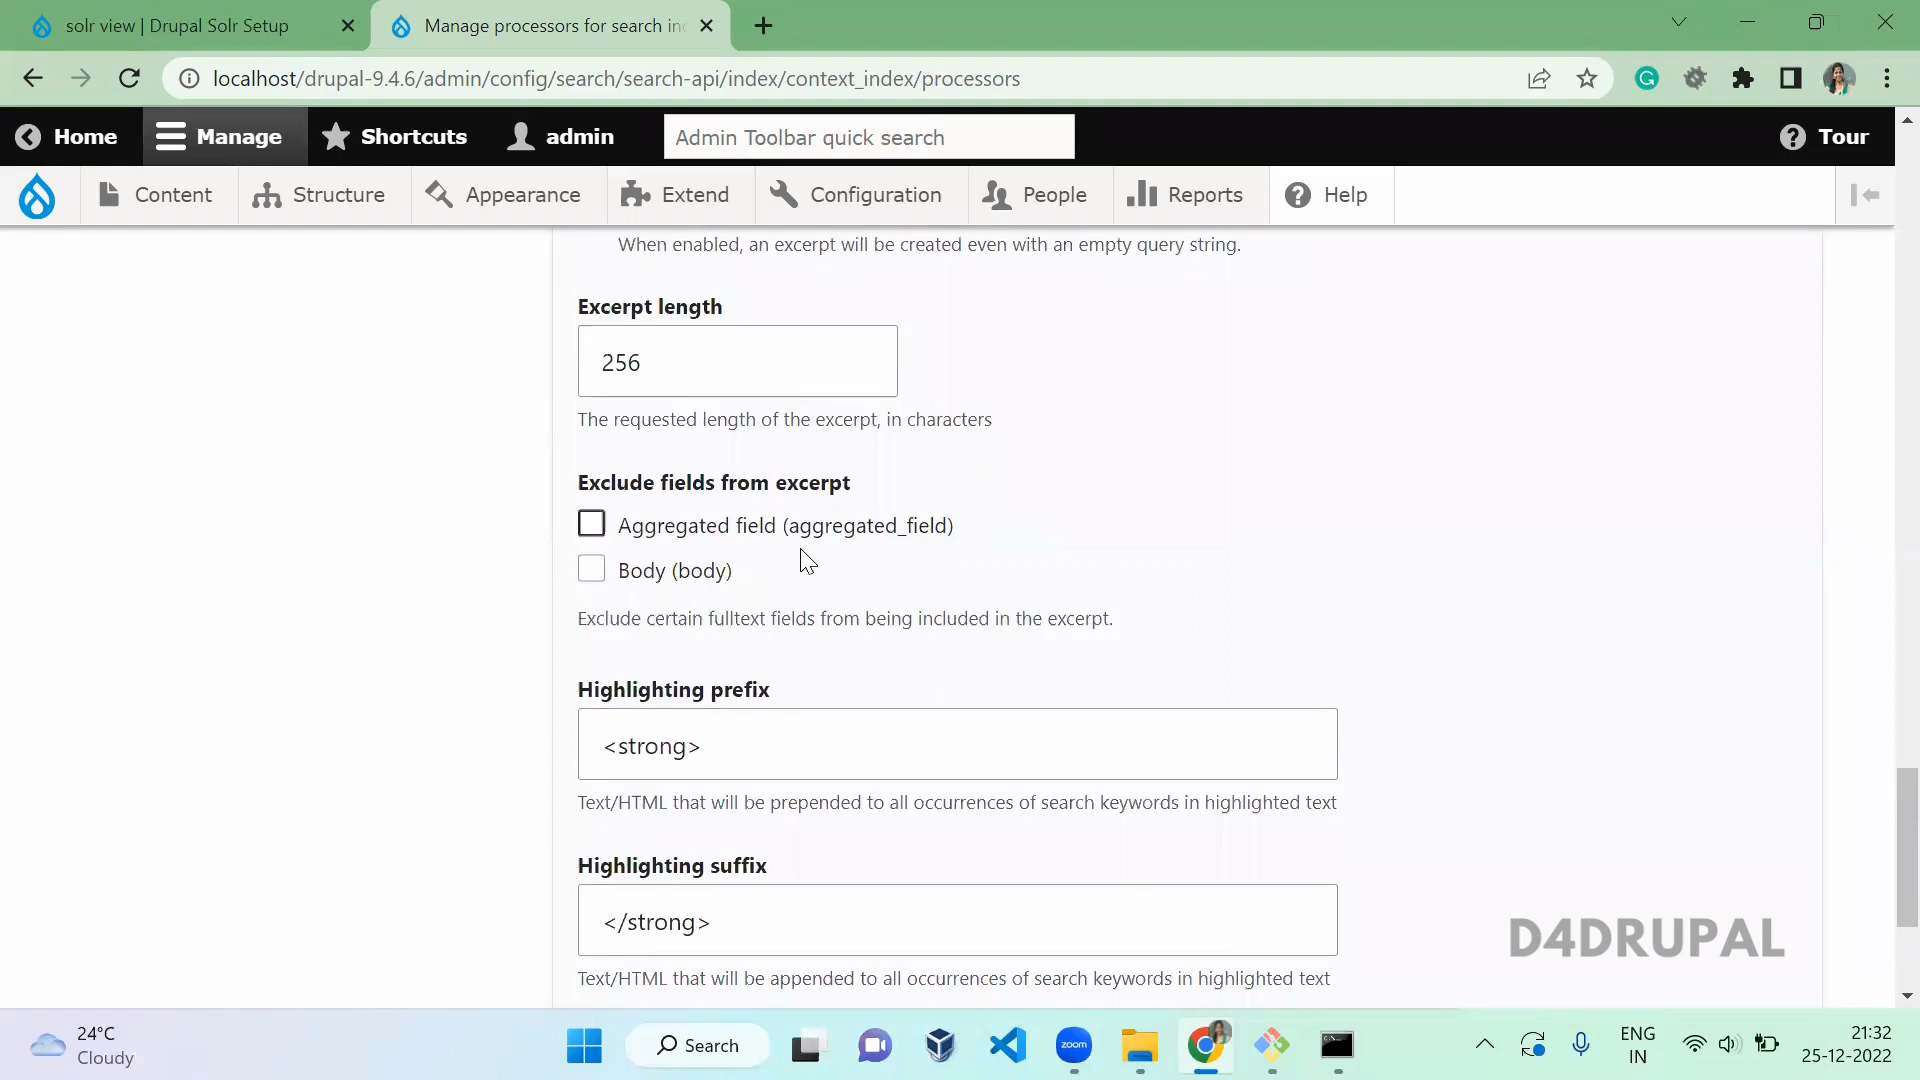 solr view | Drupal Solr Setup
Manage processors for search in
localhost/drupal-9.4.6/admin/config/search/search-api/index/context_index/processors
Home
Manage
Shortcuts
admin
Admin Toolbar quick search
Tour
Content
Structure
Appearance
Extend
Configuration
People
Reports
Help
When enabled, an excerpt will be created even with an empty query string.
Excerpt length
256
The requested length of the excerpt, in characters
Exclude fields from excerpt
Aggregated field (aggregated_field)
Body (body)
Exclude certain fulltext fields from being included in the excerpt.
Highlighting prefix
<strong>
Text/HTML that will be prepended to all occurrences of search keywords in highlighted text
Highlighting suffix
</strong>
Text/HTML that will be appended to all occurrences of search keywords in highlighted text
D4DRUPAL
24°C
Cloudy
Search
zoom
ENG
IN
21:32
25-12-2022